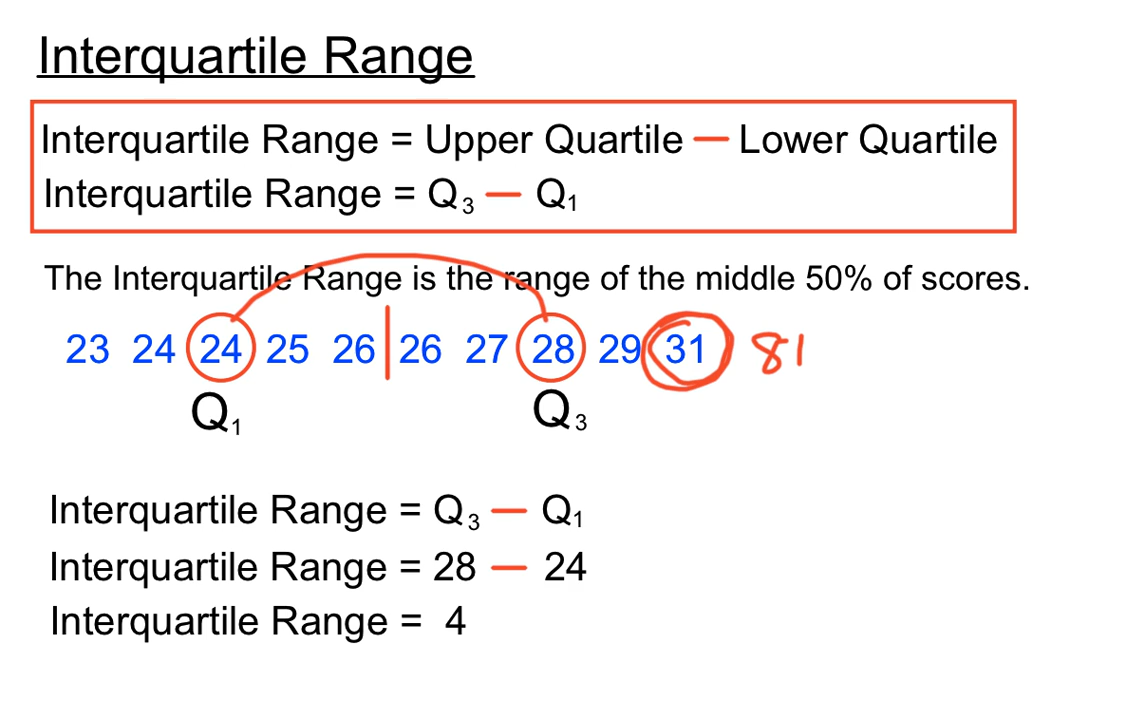 Interquartile Range
Interquartile Range = Upper Quartile — Lower Quartile
Interquartile Range = Q₃ — Q₁
The Interquartile Range is the range of the middle 50% of scores.
23 24 24 25 26 | 26 27 28 29 31 81
Q₁ Q₃
Interquartile Range = Q₃ — Q₁
Interquartile Range = 28 — 24
Interquartile Range = 4